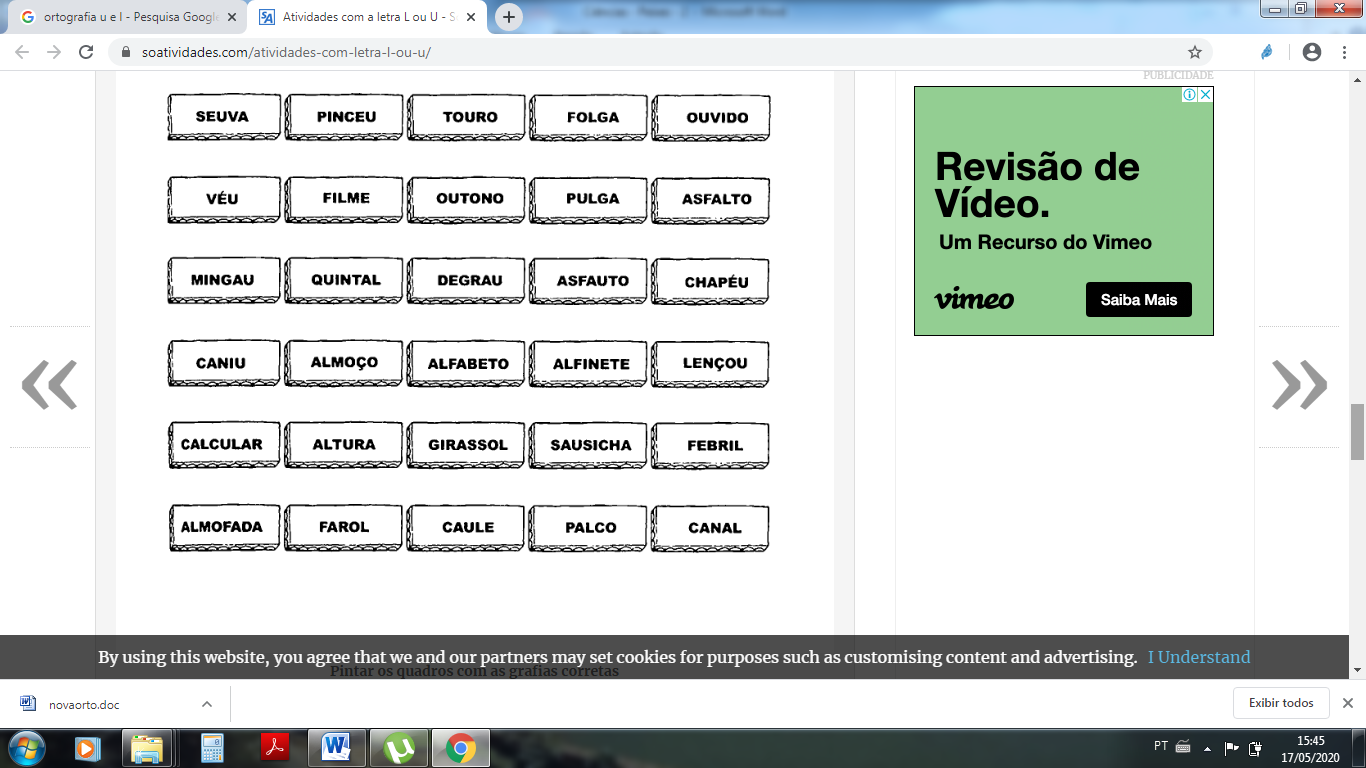 ortografia u e l - Pesquisa Google
Atividades com a letra L ou U - S
soatividades.com/atividades-com-letra-l-ou-u/
PUBLICIDADE
SEUVA PINCEU TOURO FOLGA OUVIDO
VÉU FILME OUTONO PULGA ASFALTO
MINGAU QUINTAL DEGRAU ASFAUTO CHAPÉU
CANIU ALMOÇO ALFABETO ALFINETE LENÇOU
CALCULAR ALTURA GIRASSOL SAUSICHA FEBRIL
ALMOFADA FAROL CAULE PALCO CANAL
Revisão de
Vídeo.
Um Recurso do Vimeo
vimeo Saiba Mais
By using this website, you agree that we and our partners may set cookies for purposes such as customising content and advertising. I Understand
Pintar os quadros com as grafias corretas
novaorto.doc
Exibir todos
PT
15:45
17/05/2020